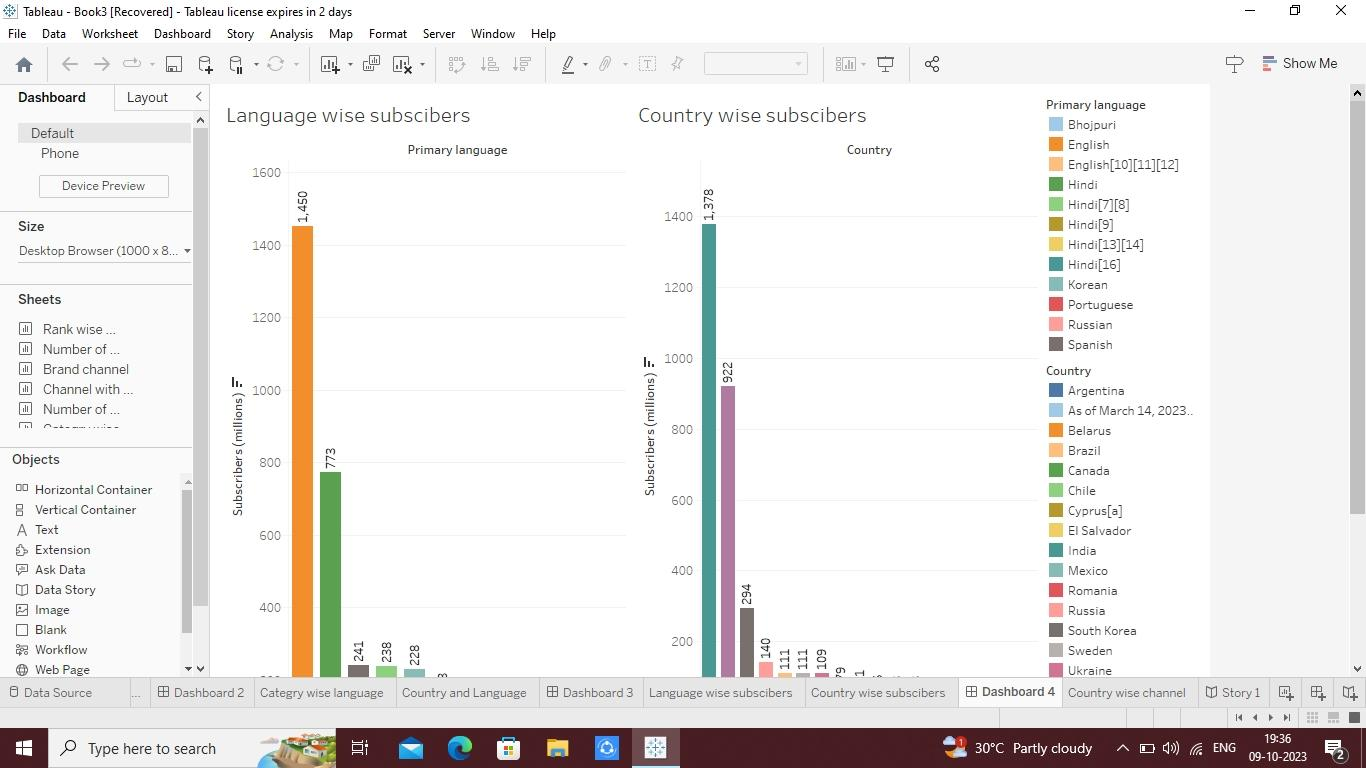 Tableau - Book3 [Recovered] - Tableau license expires in 2 days
File Data Worksheet Dashboard Story Analysis Map Format Server Window Help
Show Me
Dashboard Layout
Default
Phone
Device Preview
Size
Desktop Browser (1000 x 8...
Sheets
Rank wise ...
Number of ...
Brand channel
Channel with ...
Number of ...
Objects
Horizontal Container
Vertical Container
Text
Extension
Ask Data
Data Story
Image
Blank
Workflow
Web Page
Language wise subscibers
Primary language
Subscribers (millions)
1600
1400
1200
1000
800
600
400
1,450
773
241
238
228
Country wise subscibers
Country
Subscribers (millions)
1400
1200
1000
800
600
400
200
1,378
922
294
140
111
111
109
Primary language
Bhojpuri
English
English[10][11][12]
Hindi
Hindi[7][8]
Hindi[9]
Hindi[13][14]
Hindi[16]
Korean
Portuguese
Russian
Spanish
Country
Argentina
As of March 14, 2023..
Belarus
Brazil
Canada
Chile
Cyprus[a]
El Salvador
India
Mexico
Romania
Russia
South Korea
Sweden
Ukraine
Data Source ... Dashboard 2 Categry wise language Country and Language Dashboard 3 Language wise subscibers Country wise subscibers Dashboard 4 Country wise channel Story 1
Type here to search
1
30°C Partly cloudy
ENG
19:36
09-10-2023
2